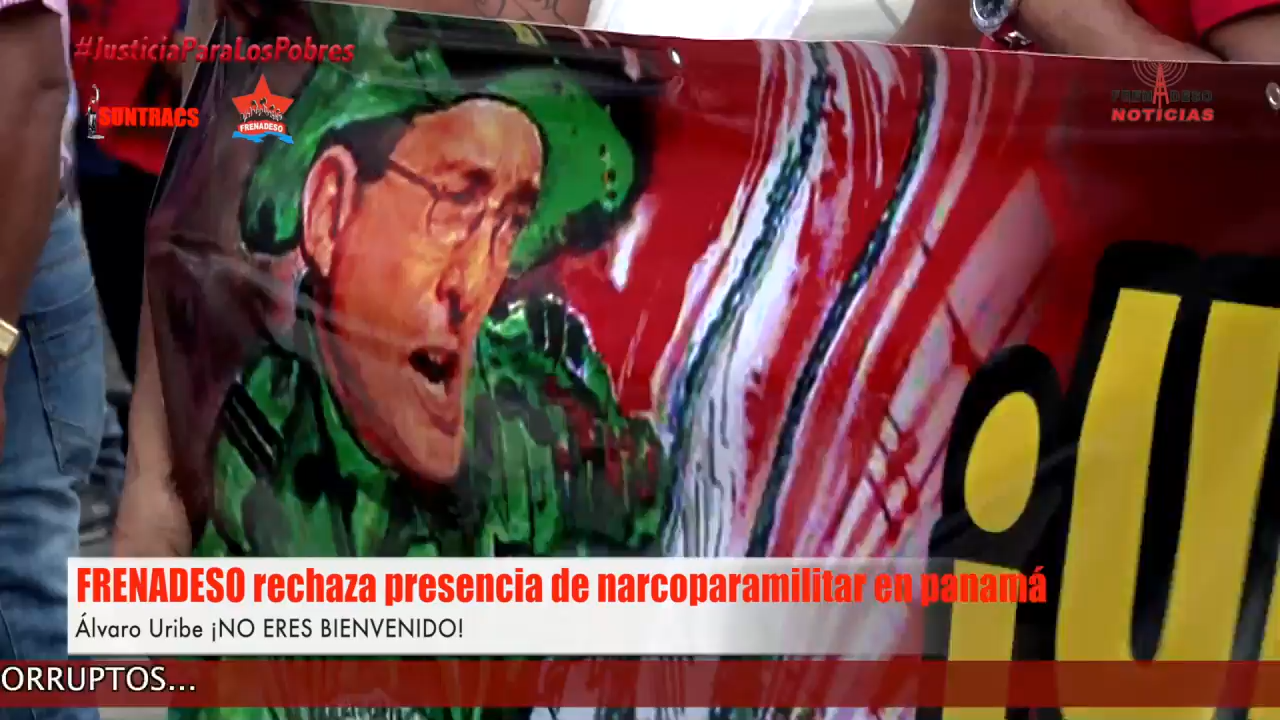 #JusticiaParaLosPobres
SUNTRACS
FRENADESO
FRENADESO
NOTICIAS
¡U
FRENADESO rechaza presencia de narcoparamilitar en panamá
Álvaro Uribe ¡NO ERES BIENVENIDO!
ORRUPTOS...